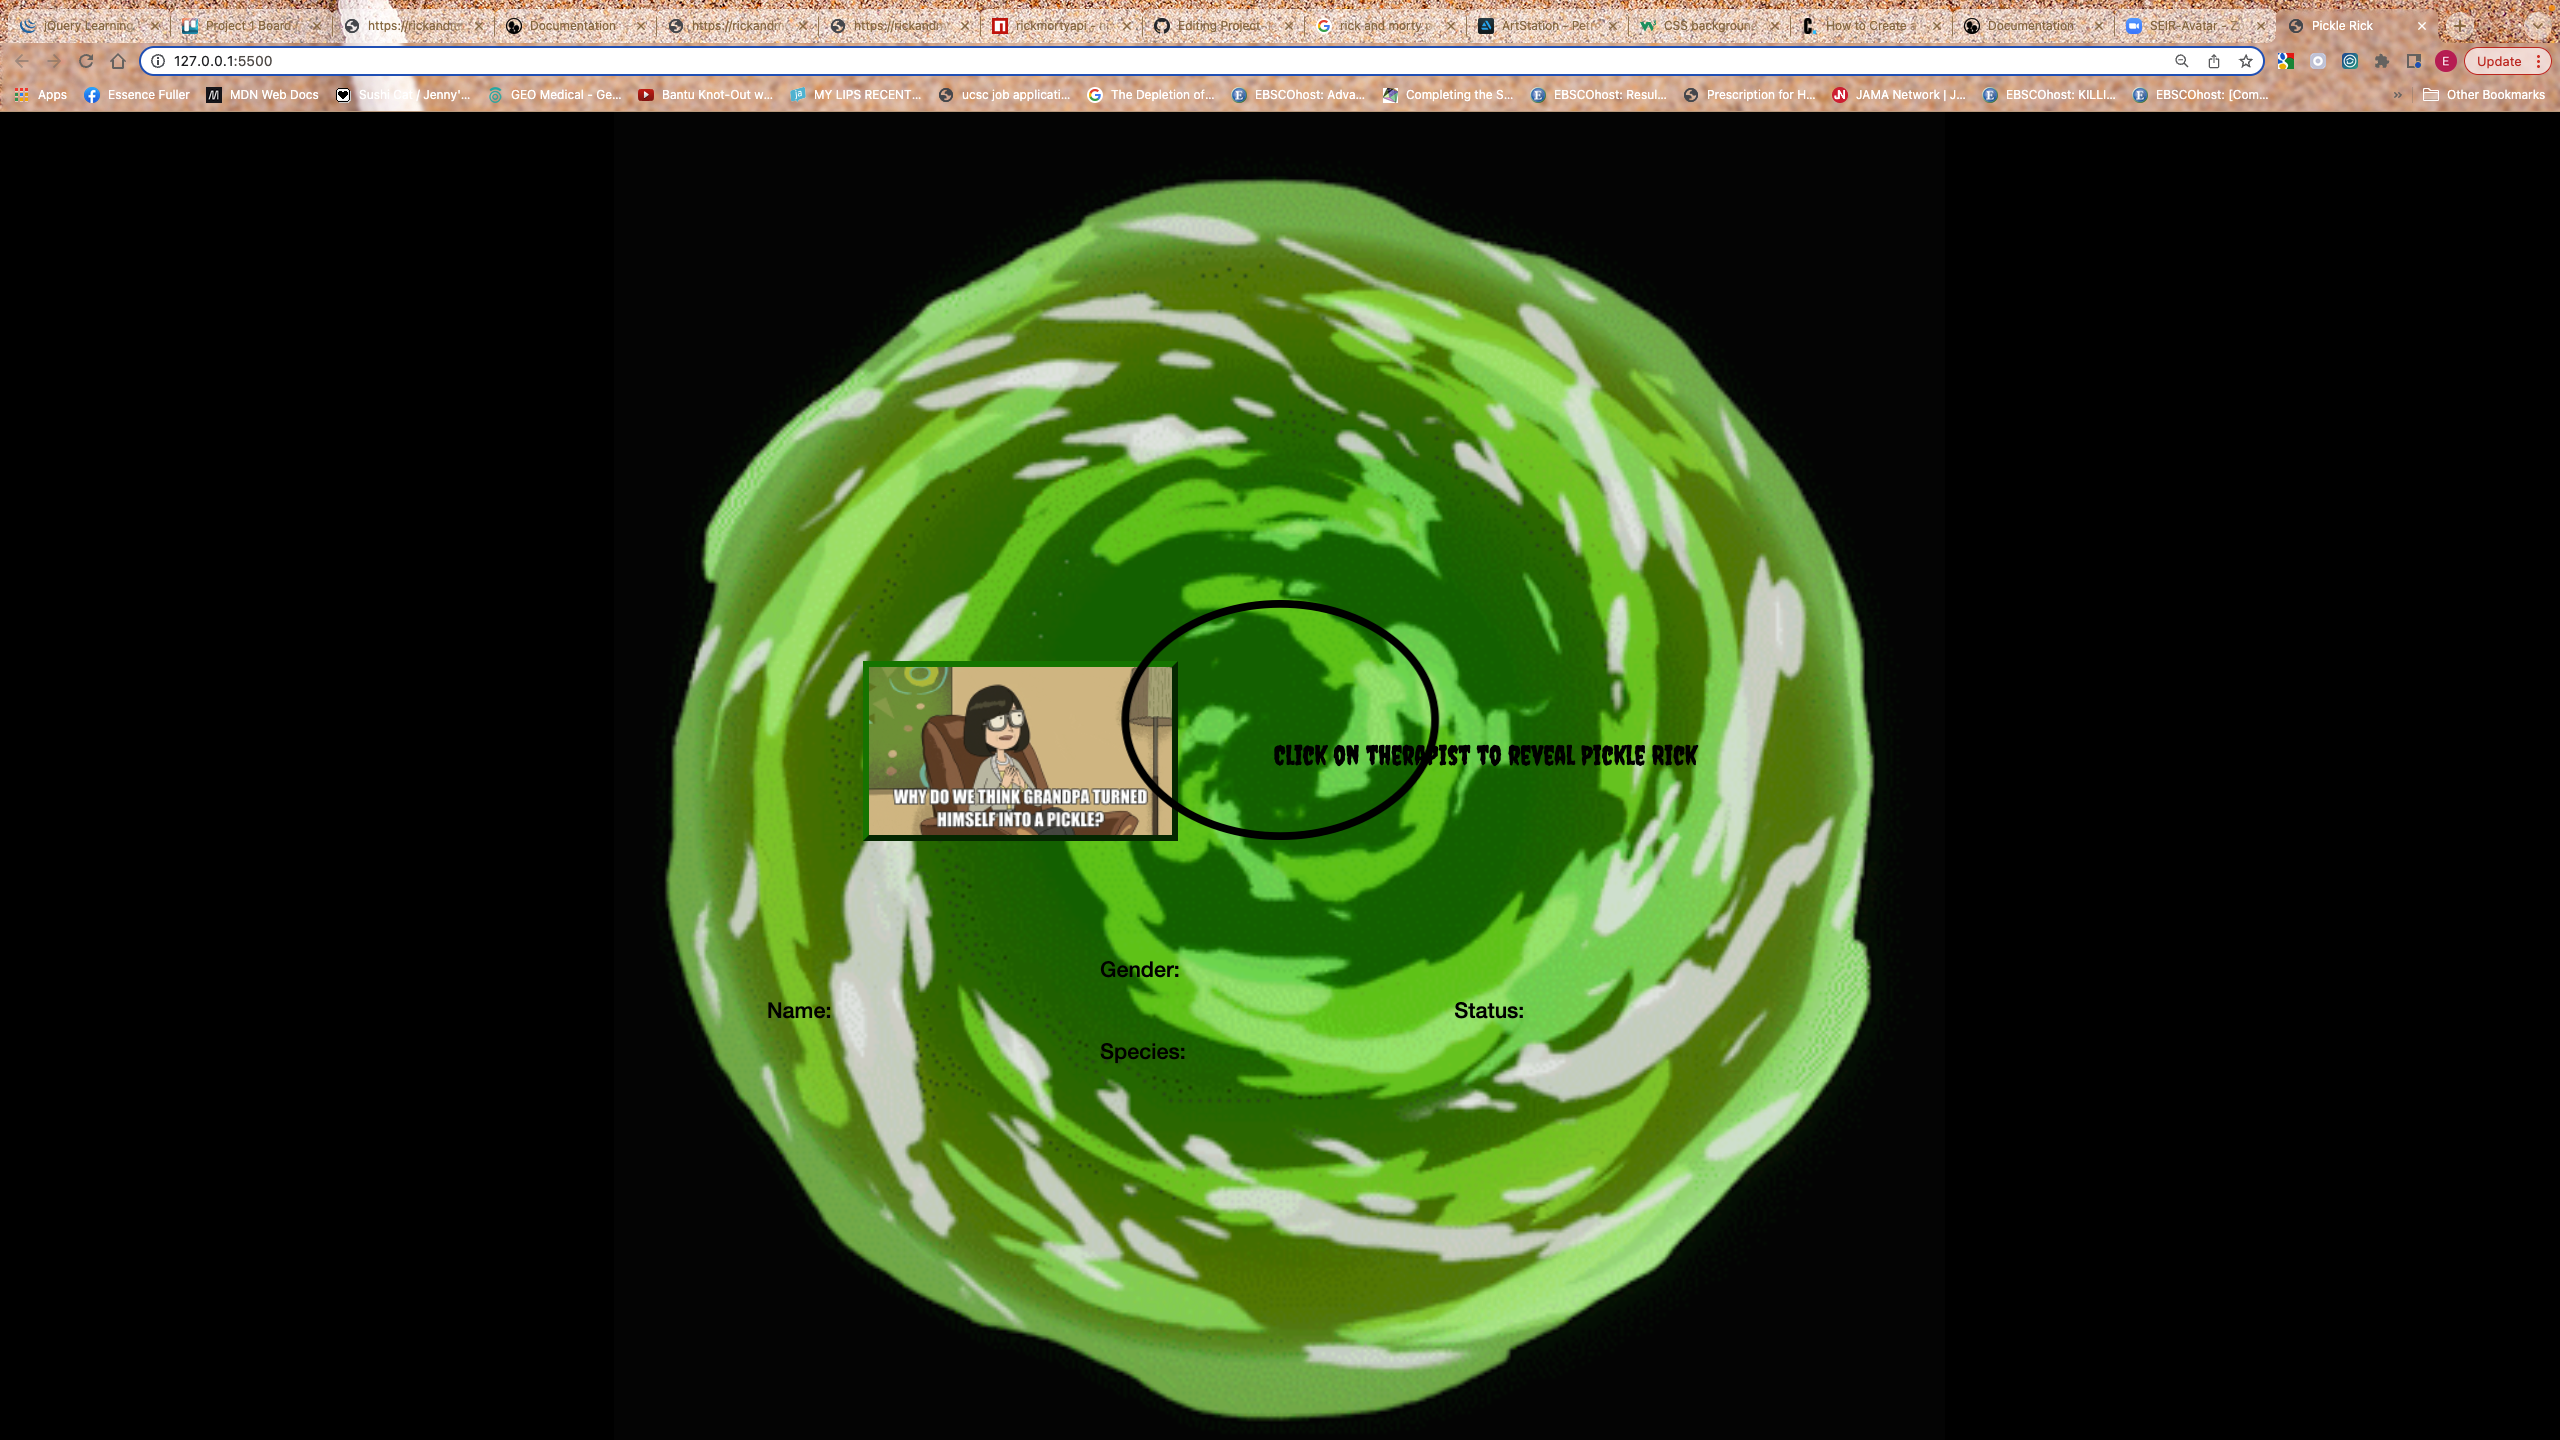 jQuery Learning
Project 1 Board /
https://rickandm
Documentation
https://rickandm
https://rickandm
rickmortyapi - n
Editing Project
rick and morty
ArtStation - Pet
CSS backgroun
How to Create a
Documentation
SEIR-Avatar - Z
Pickle Rick
127.0.0.1:5500
E
Update
Apps
Essence Fuller
MDN Web Docs
Sushi Cat / Jenny'...
GEO Medical - Ge...
Bantu Knot-Out w...
MY LIPS RECENT...
ucsc job applicati...
The Depletion of...
EBSCOhost: Adva...
Completing the S...
EBSCOhost: Resul...
Prescription for H...
JAMA Network | J...
EBSCOhost: KILLI...
EBSCOhost: [Com...
»
Other Bookmarks
WHY DO WE THINK GRANDPA TURNED
HIMSELF INTO A PICKLE?
CLICK ON THERAPIST TO REVEAL PICKLE RICK
Gender:
Name:
Status:
Species: